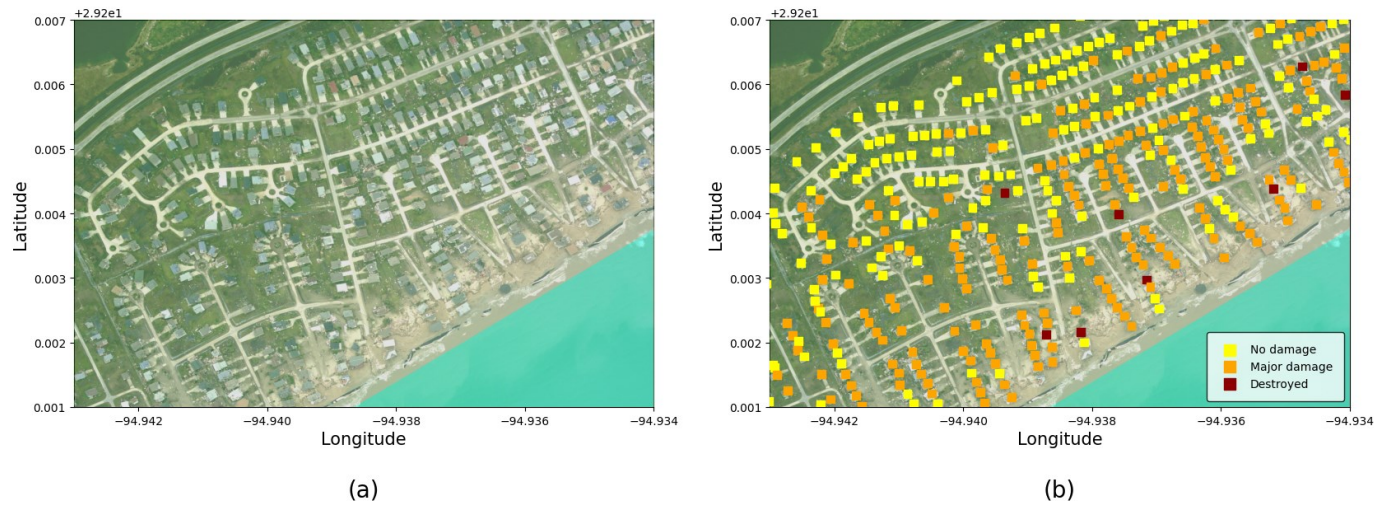 +2.92e1
0.007
0.006
0.005
0.004
0.003
0.002
0.001
Latitude
−94.942
−94.940
−94.938
−94.936
−94.934
Longitude
(a)
+2.92e1
0.007
0.006
0.005
0.004
0.003
0.002
0.001
Latitude
−94.942
−94.940
−94.938
−94.936
−94.934
Longitude
No damage
Major damage
Destroyed
(b)